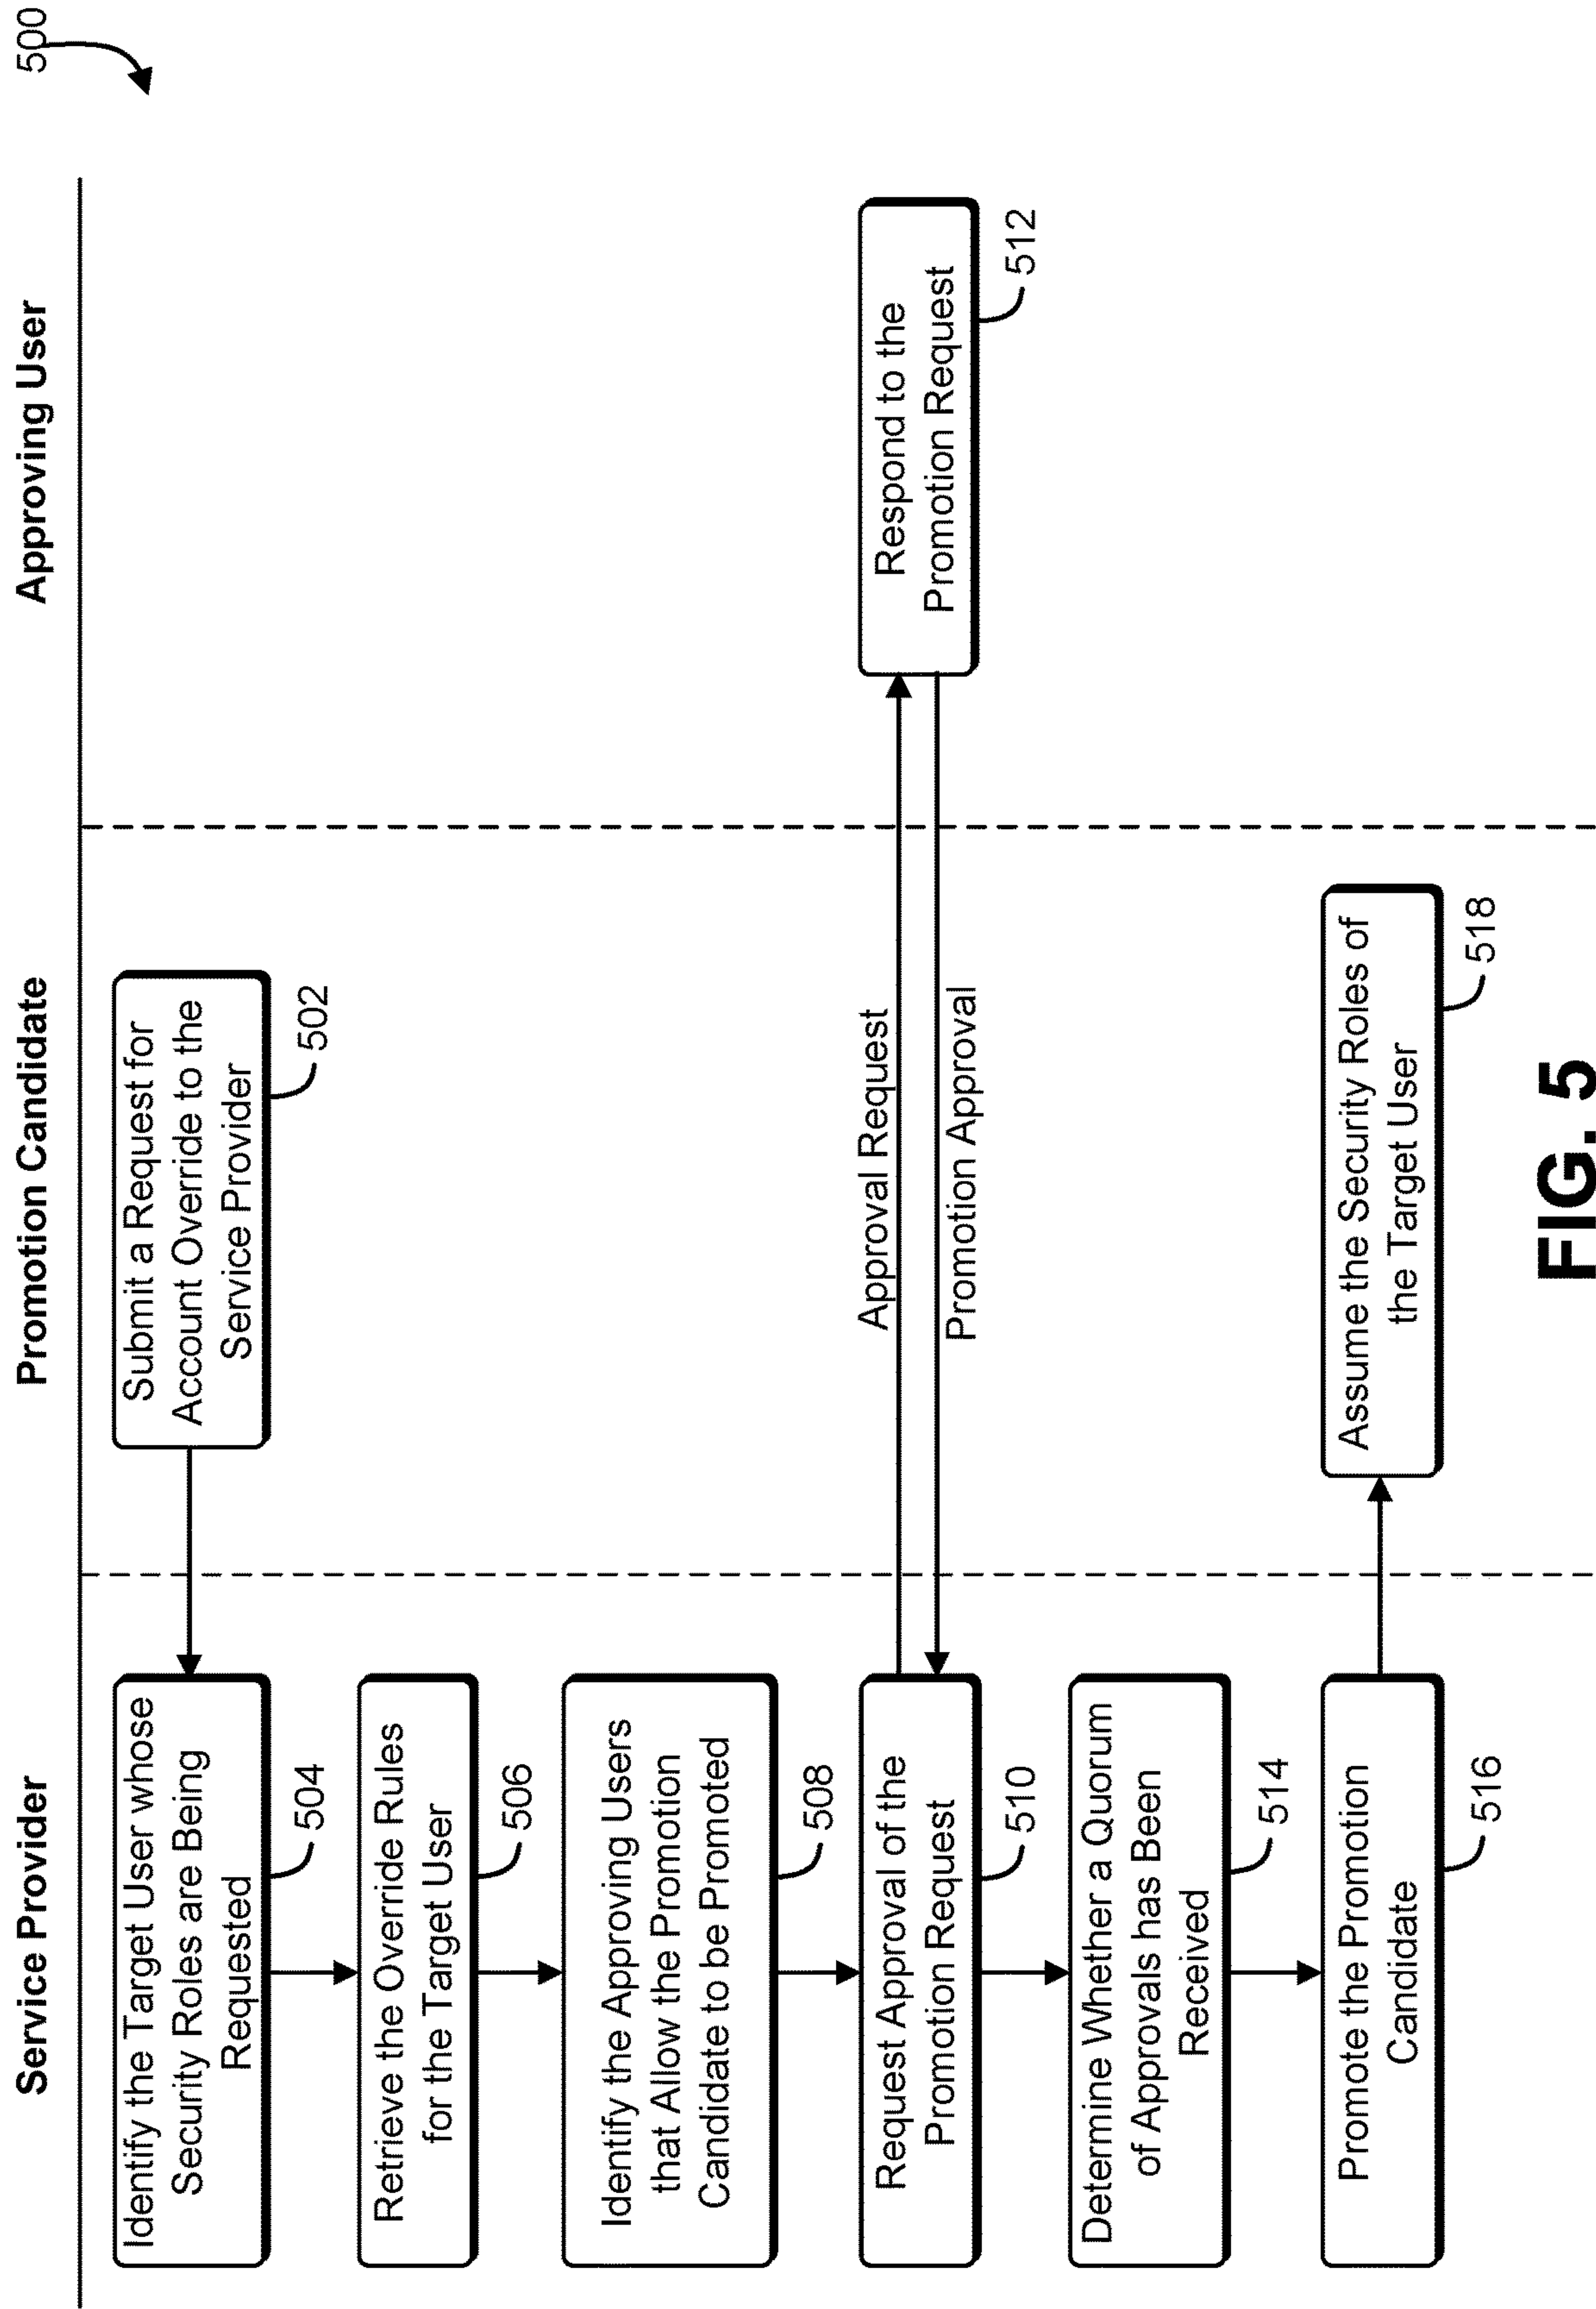 500
Service Provider
Promotion Candidate
Approving User
Submit a Request for
Account Override to the
Service Provider
502
Identify the Target User whose
Security Roles are Being
Requested
504
Retrieve the Override Rules
for the Target User
506
Identify the Approving Users
that Allow the Promotion
Candidate to be Promoted
508
Request Approval of the
Promotion Request
510
Approval Request
Promotion Approval
Respond to the
Promotion Request
512
Determine Whether a Quorum
of Approvals has Been
Received
514
Promote the Promotion
Candidate
516
Assume the Security Roles of
the Target User
518
FIG. 5